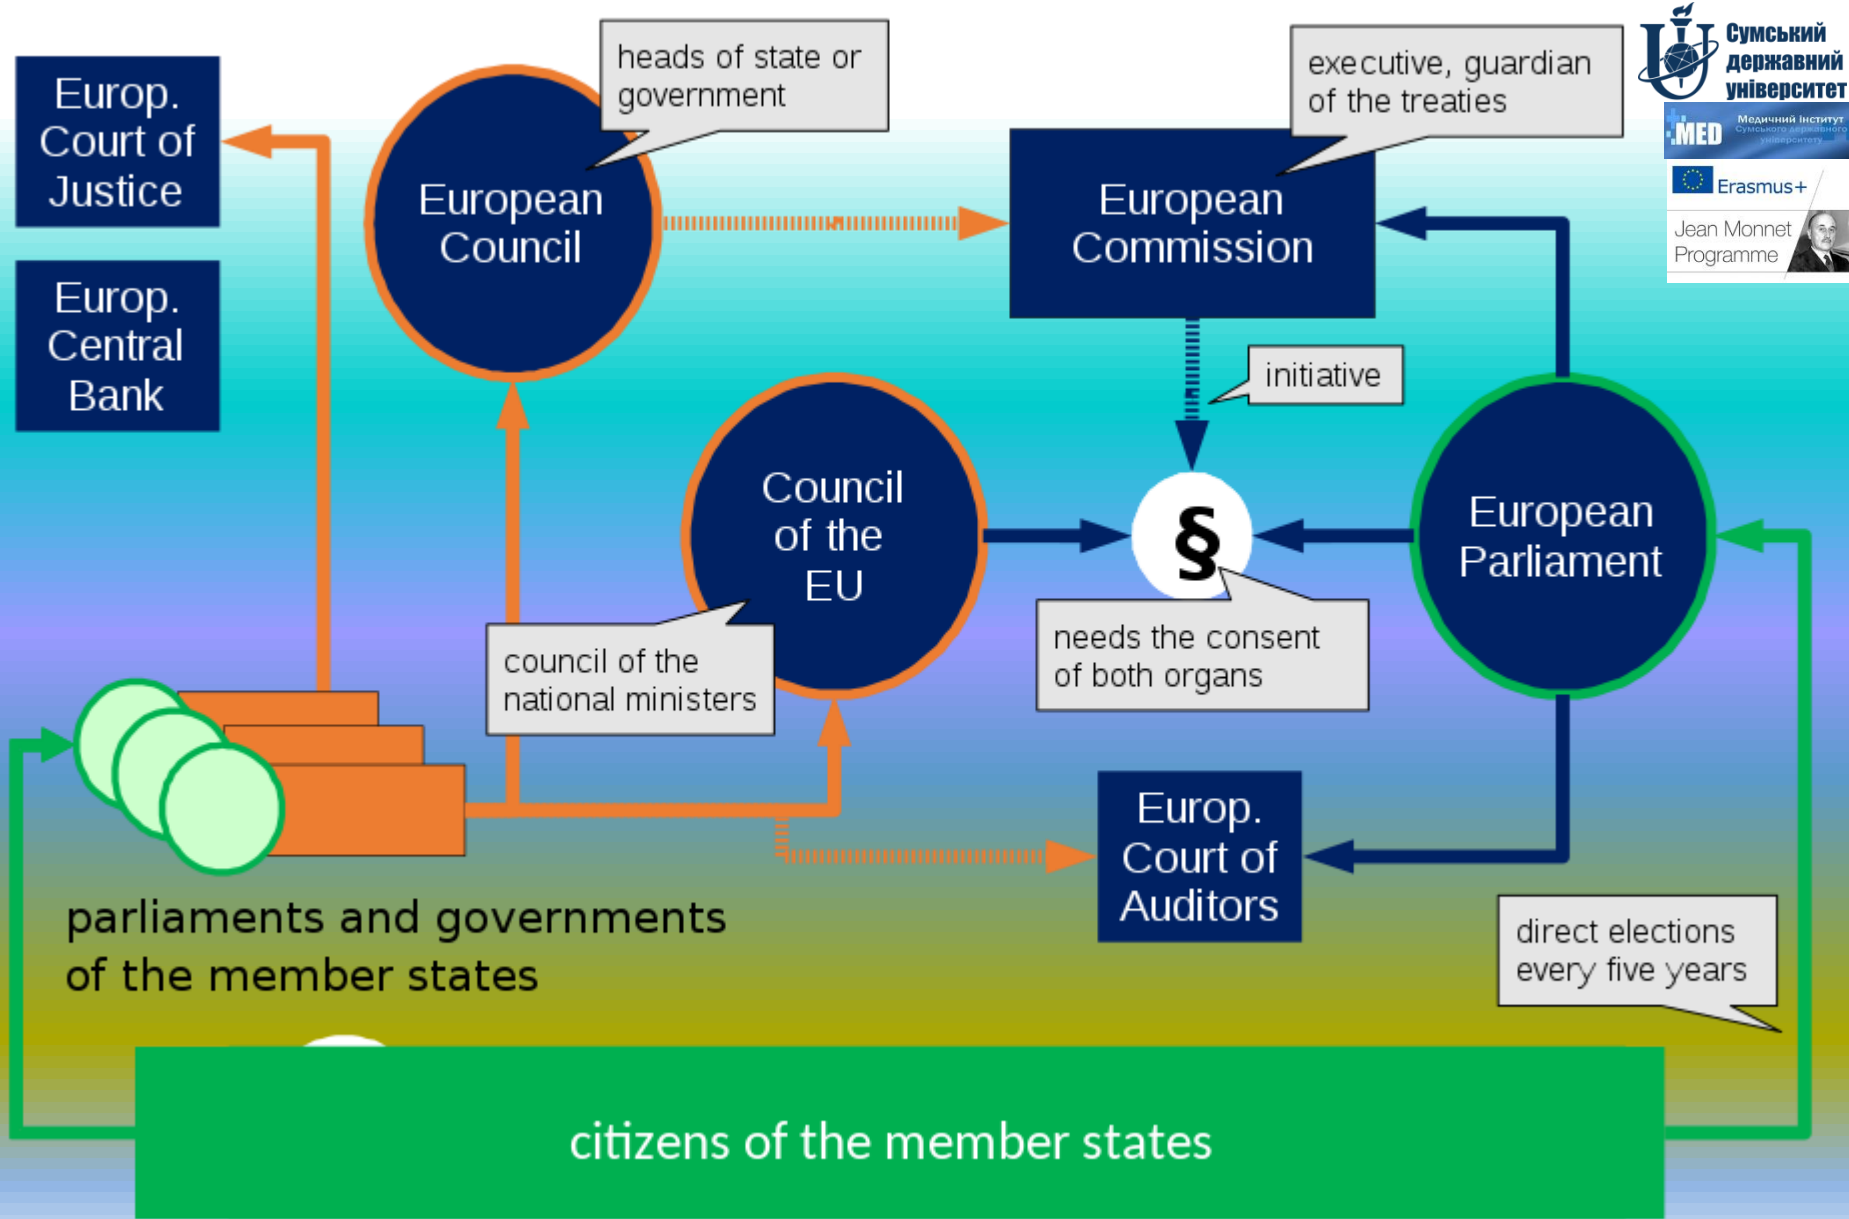 Europ.
Court of
Justice
Europ.
Central
Bank
heads of state or
government
European
Council
executive, guardian
of the treaties
European
Commission
Сумський
державний
університет
MED
Медичний інститут
Сумського державного
університету
Erasmus+
Jean Monnet
Programme
initiative
Council
of the
EU
§
European
Parliament
council of the
national ministers
needs the consent
of both organs
Europ.
Court of
Auditors
parliaments and governments
of the member states
direct elections
every five years
citizens of the member states